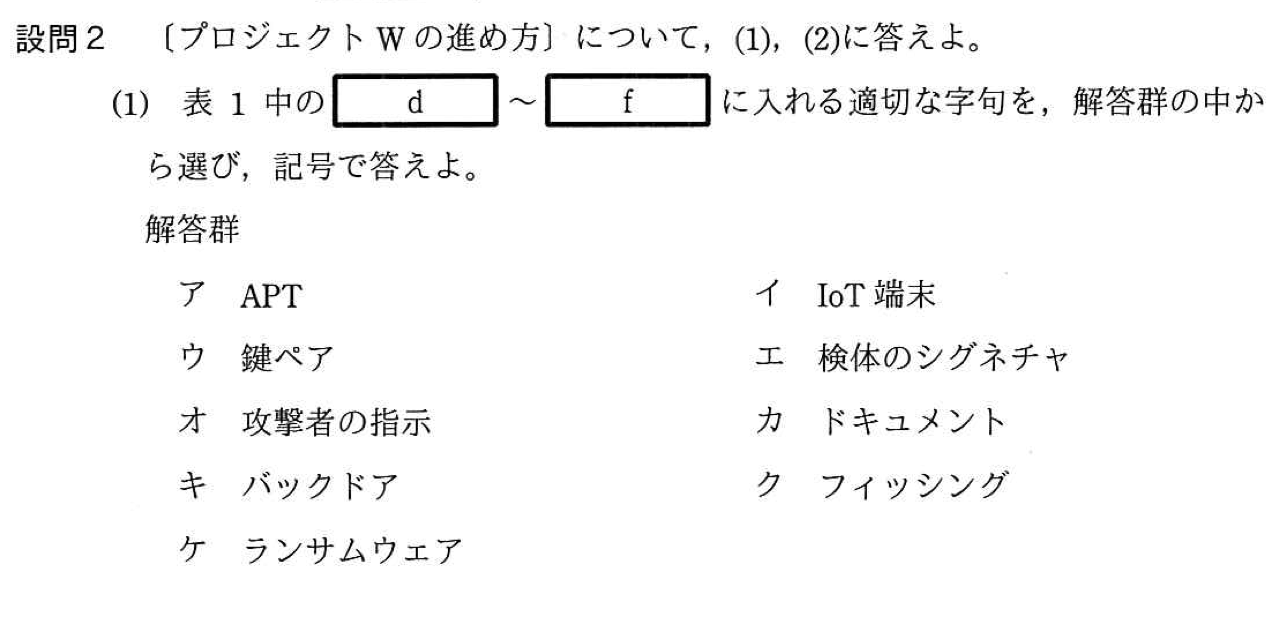 設問2 〔プロジェクト W の進め方〕について，(1)，(2)に答えよ。
(1) 表 1 中の d ～ f に入れる適切な字句を，解答群の中か
ら選び，記号で答えよ。
解答群
ア APT イ IoT 端末
ウ 鍵ペア エ 検体のシグネチャ
オ 攻撃者の指示 カ ドキュメント
キ バックドア ク フィッシング
ケ ランサムウェア